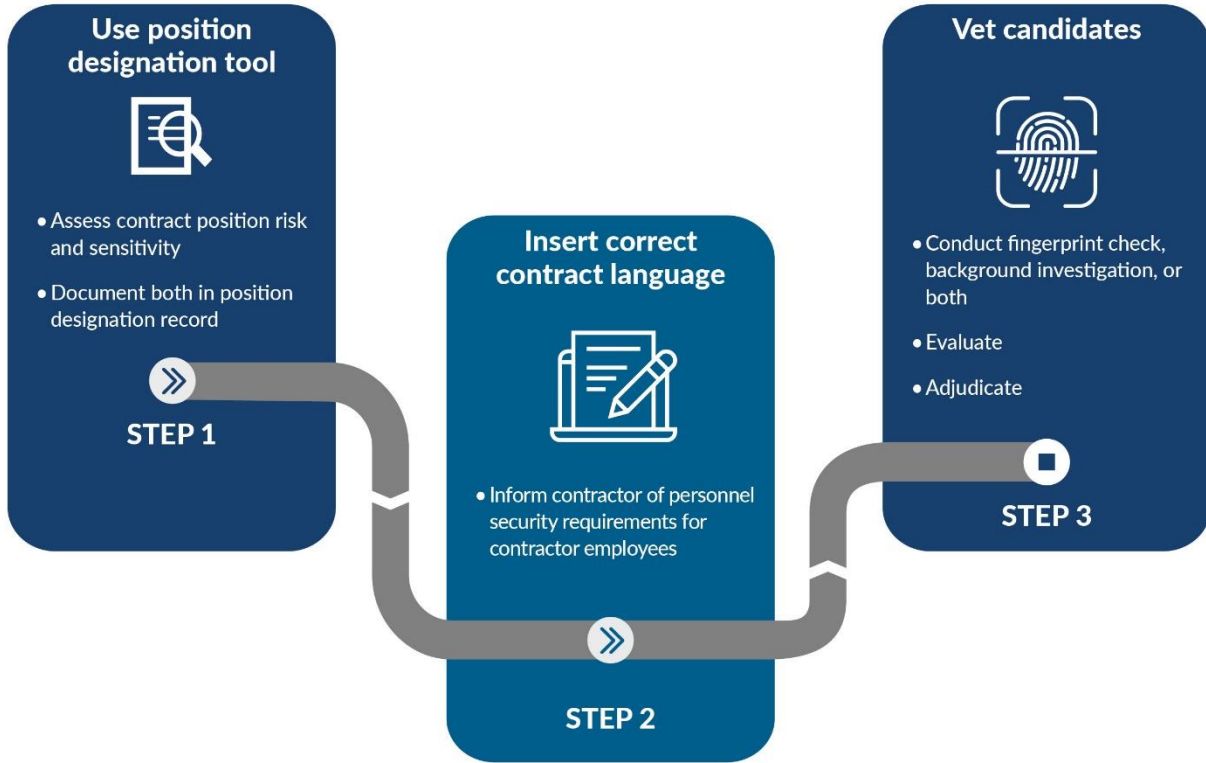 Use position
designation tool
• Assess contract position risk
and sensitivity
• Document both in position
designation record
STEP 1
Insert correct
contract language
• Inform contractor of personnel
security requirements for
contractor employees
STEP 2
Vet candidates
• Conduct fingerprint check,
background investigation, or
both
• Evaluate
• Adjudicate
STEP 3